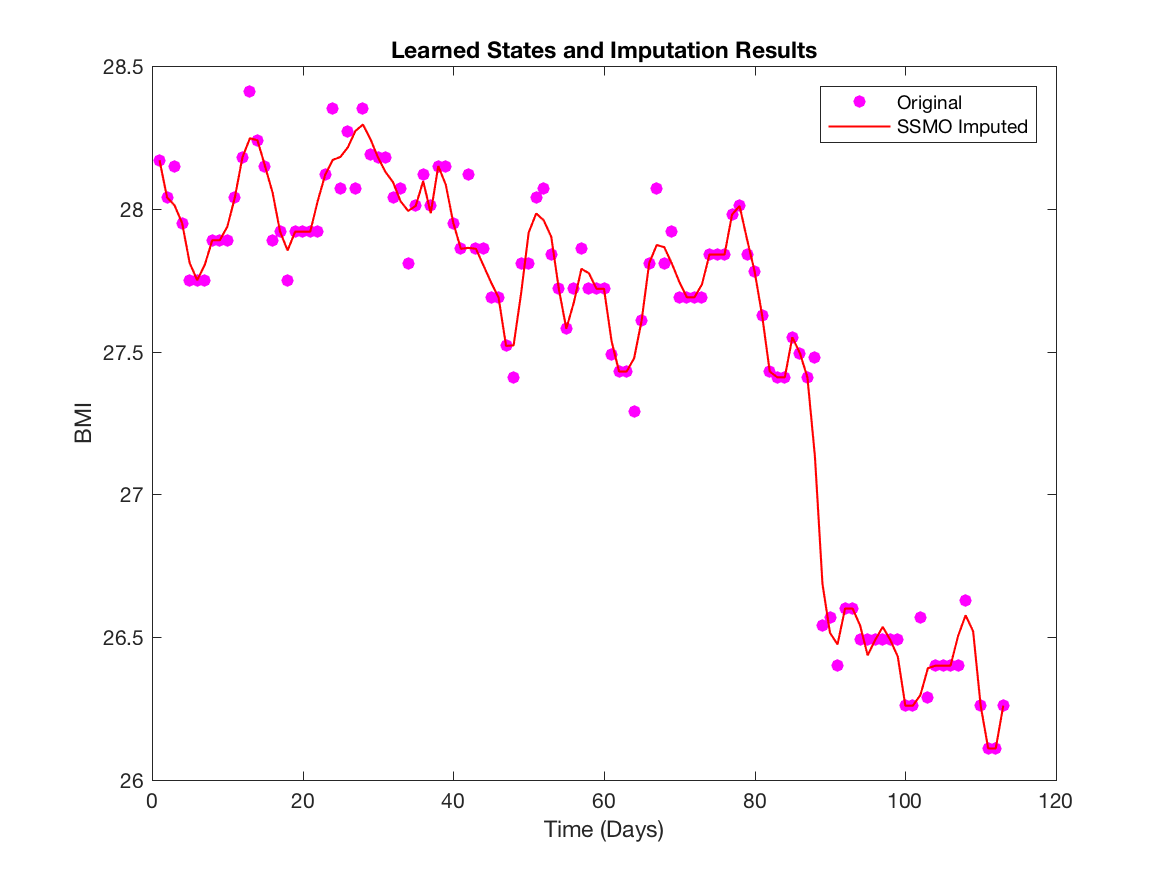 Learned States and Imputation Results
Original
SSMO Imputed
28.5
28
27.5
27
26.5
26
BMI
0 20 40 60 80 100 120
Time (Days)